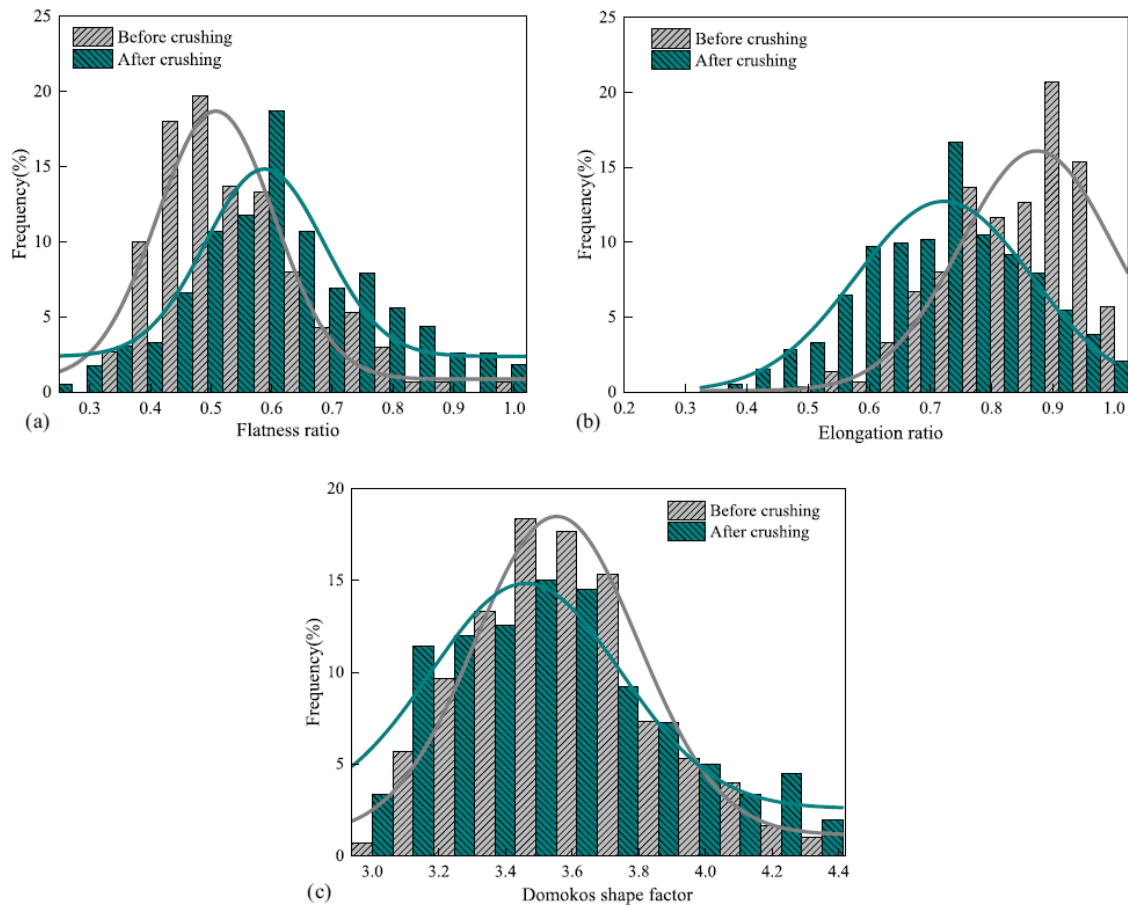 25
20
15
10
5
0
Frequency(%)
Before crushing
After crushing
0.3 0.4 0.5 0.6 0.7 0.8 0.9 1.0
(a)
Flatness ratio
25
20
15
10
5
0
Frequency(%)
Before crushing
After crushing
0.2 0.3 0.4 0.5 0.6 0.7 0.8 0.9 1.0
(b)
Elongation ratio
20
15
10
5
0
Frequency(%)
Before crushing
After crushing
3.0 3.2 3.4 3.6 3.8 4.0 4.2 4.4
(c)
Domokos shape factor